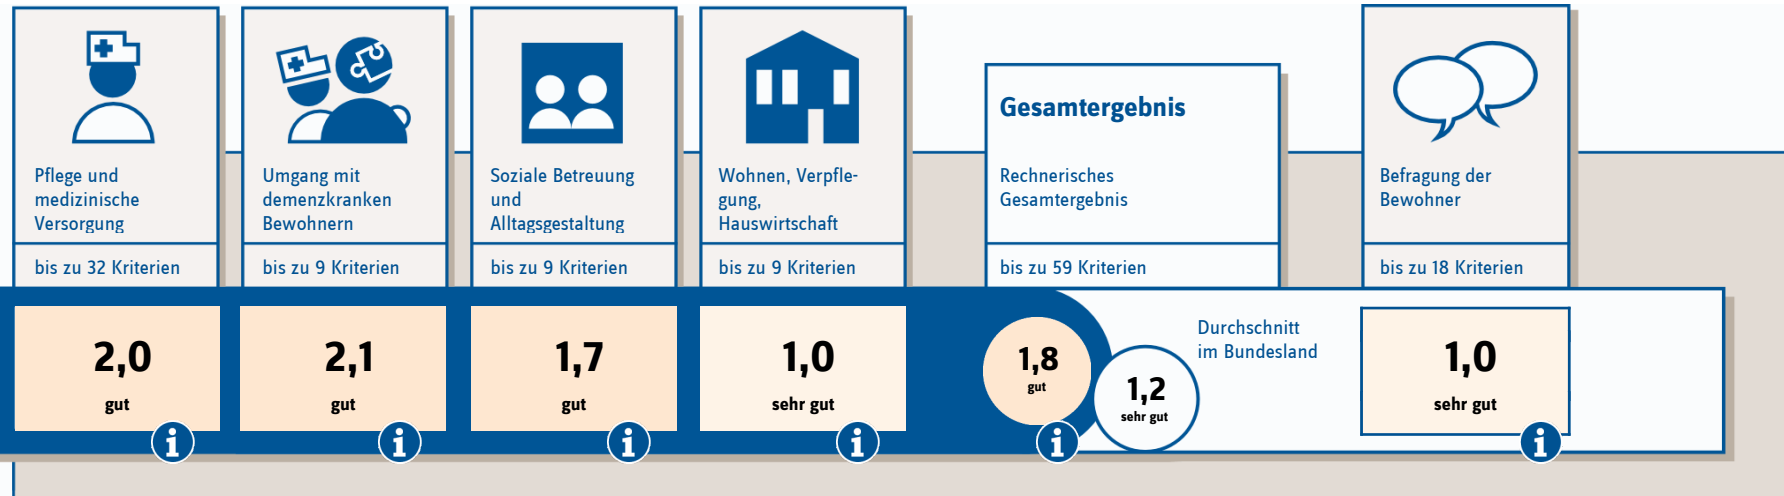 Pflege und
medizinische
Versorgung
bis zu 32 Kriterien
2,0
gut
i
Umgang mit
demenzkranken
Bewohnern
bis zu 9 Kriterien
2,1
gut
i
Soziale Betreuung
und
Alltagsgestaltung
bis zu 9 Kriterien
1,7
gut
i
Wohnen, Verpfle-
gung,
Hauswirtschaft
bis zu 9 Kriterien
1,0
sehr gut
i
Gesamtergebnis
Rechnerisches
Gesamtergebnis
bis zu 59 Kriterien
1,8
gut
i
1,2
sehr gut
Durchschnitt
im Bundesland
Befragung der
Bewohner
bis zu 18 Kriterien
1,0
sehr gut
i